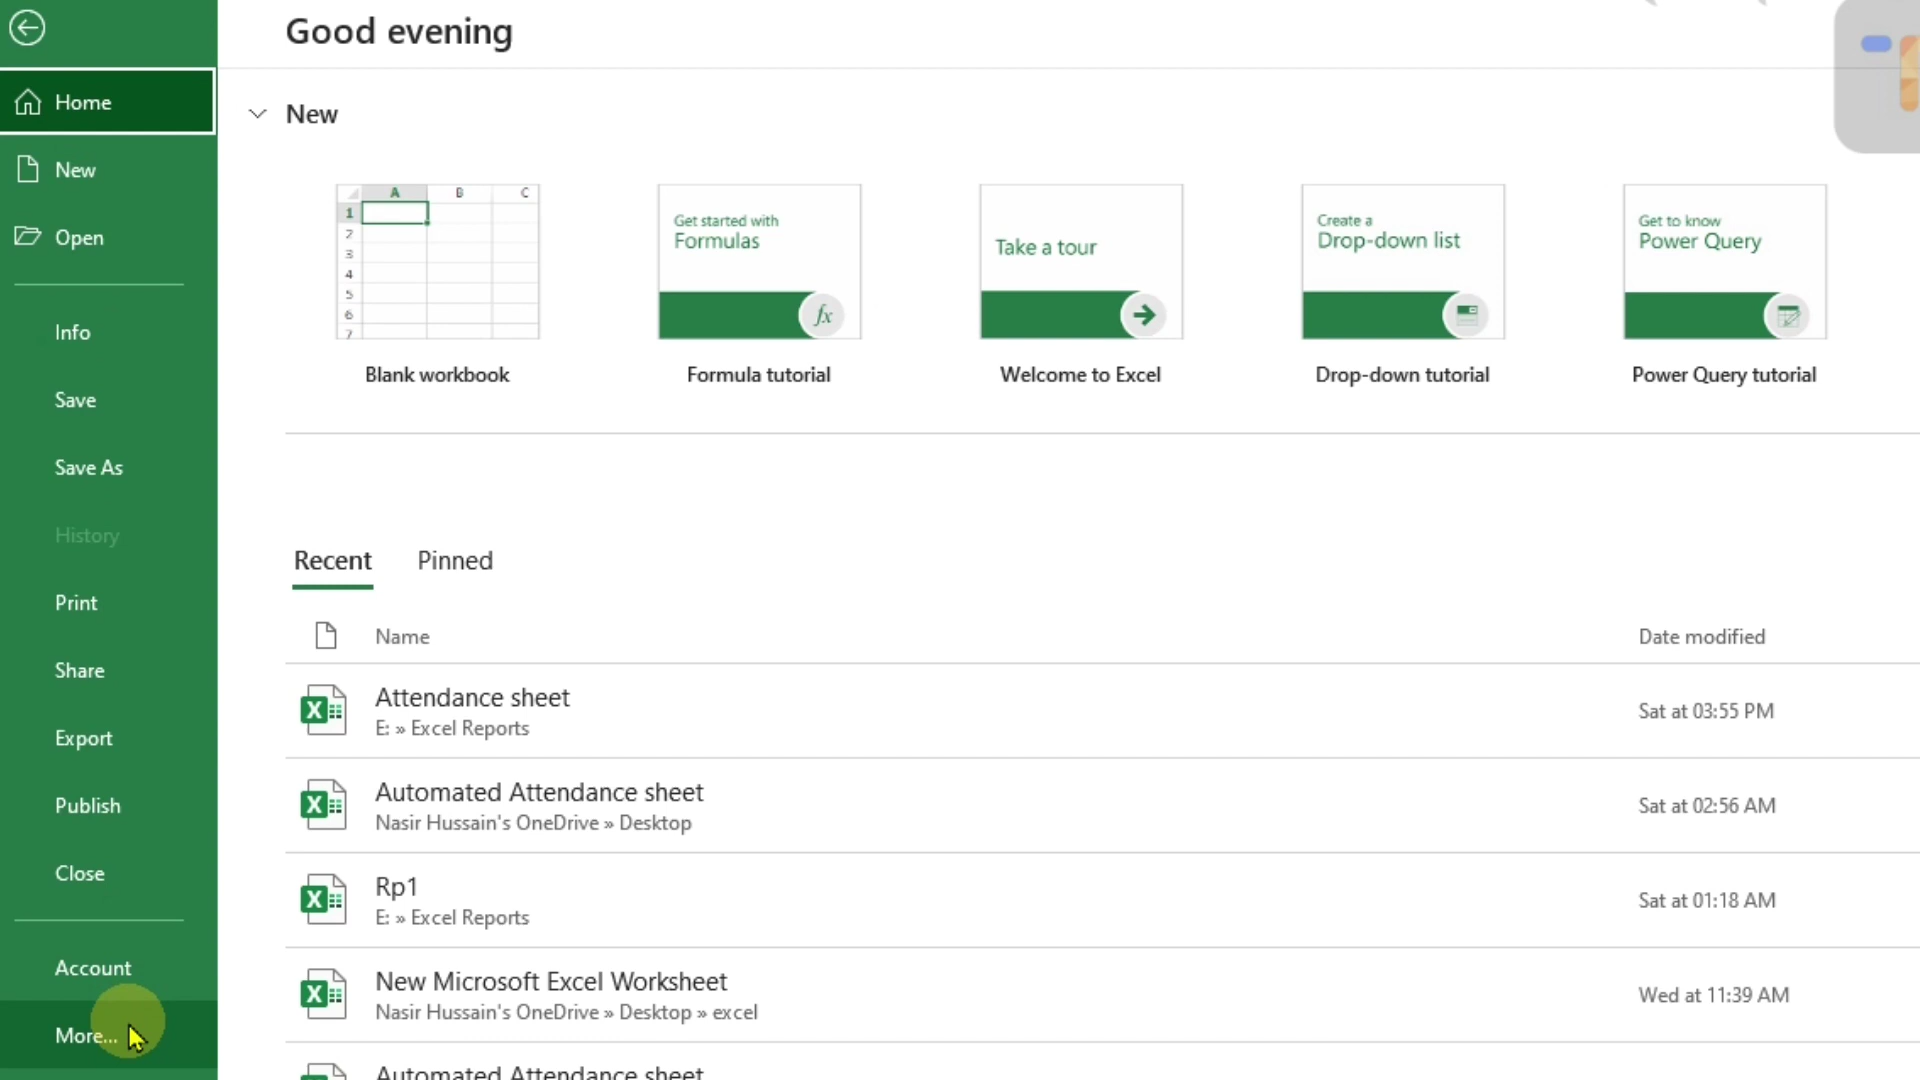 Good evening
Home
New
Open
Info
Save
Save As
History
Print
Share
Export
Publish
Close
Account
More...
New
A B C
1
2
3
4
5
6
7
Blank workbook
Get started with
Formulas
fx
Formula tutorial
Take a tour
Welcome to Excel
Create a
Drop-down list
Drop-down tutorial
Get to know
Power Query
Power Query tutorial
Recent Pinned
Name Date modified
Attendance sheet
E: » Excel Reports
Sat at 03:55 PM
Automated Attendance sheet
Nasir Hussain's OneDrive » Desktop
Sat at 02:56 AM
Rp1
E: » Excel Reports
Sat at 01:18 AM
New Microsoft Excel Worksheet
Nasir Hussain's OneDrive » Desktop » excel
Wed at 11:39 AM
Automated Attendance sheet